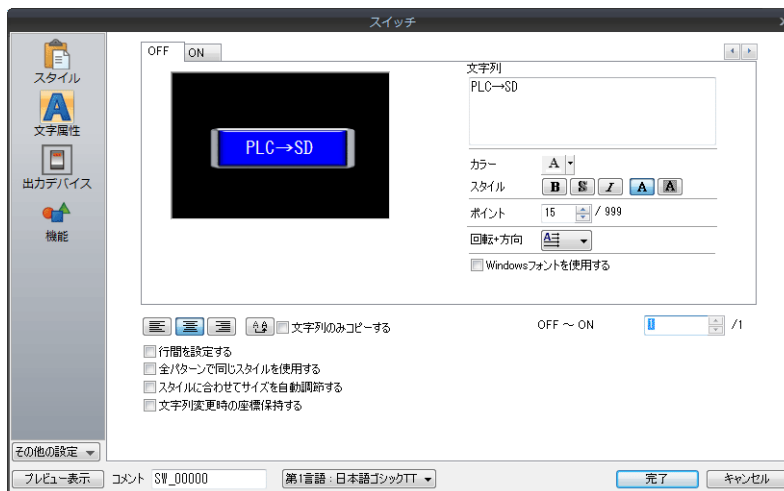 スイッチ
スタイル
文字属性
出力デバイス
機能
その他の設定
OFF ON
PLC→SD
文字列
PLC→SD
カラー A
スタイル B S I A A
ポイント 15 / 999
回転+方向 A
Windowsフォントを使用する
文字列のみコピーする
OFF ～ ON /1
行間を設定する
全パターンで同じスタイルを使用する
スタイルに合わせてサイズを自動調節する
文字列変更時の座標保持する
プレビュー表示 コメント SW_00000 第1言語：日本語ゴシックTT 完了 キャンセル